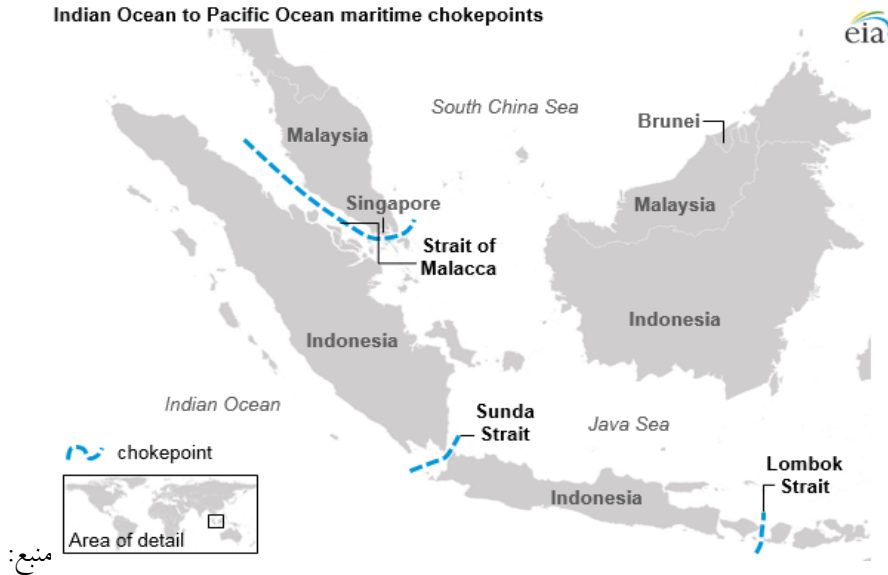 Indian Ocean to Pacific Ocean maritime chokepoints
eia
South China Sea
Brunei
Malaysia
Malaysia
Singapore
Strait of
Malacca
Indonesia
Indonesia
Indian Ocean
Sunda
Strait
Java Sea
chokepoint
Lombok
Strait
Indonesia
Area of detail
منبع: